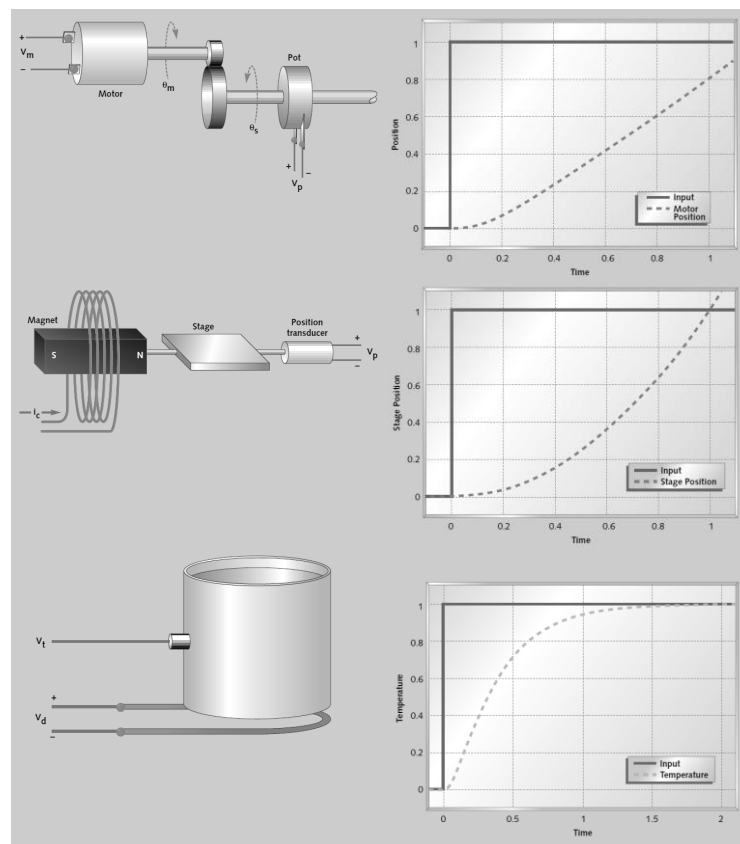 +
Vm
−
Motor
θm
θs
Pot
+
−
Vp
Position
1
0.8
0.6
0.4
0.2
0
Input
Motor
Position
0 0.2 0.4 0.6 0.8 1
Time
Magnet
S
N
Stage
Position
transducer
+
Vp
−
ic
Stage Position
1
0.8
0.6
0.4
0.2
0
Input
Stage Position
0 0.2 0.4 0.6 0.8 1
Time
Vt
+
Vd
−
Temperature
1
0.8
0.6
0.4
0.2
0
Input
Temperature
0 0.5 1 1.5 2
Time